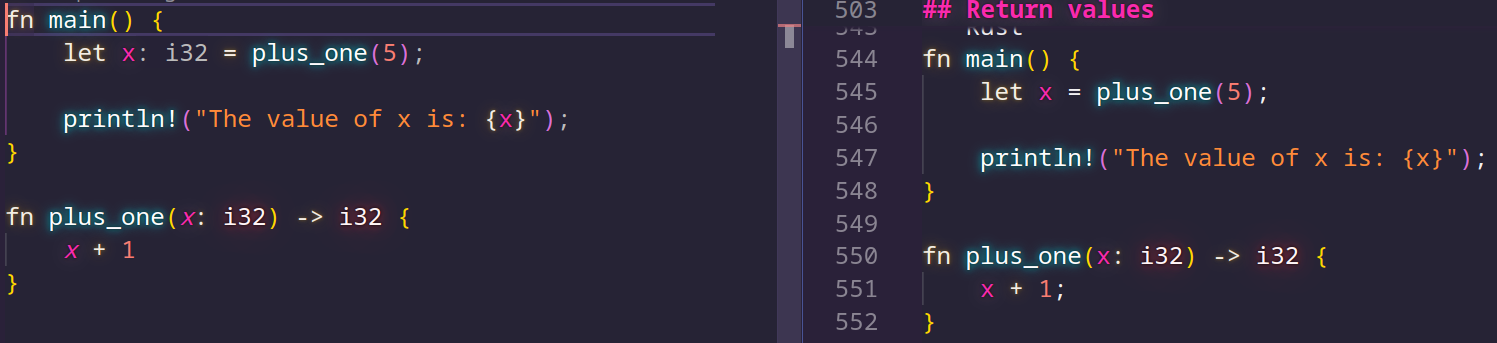 fn main() {
    let x: i32 = plus_one(5);
    println!("The value of x is: {x}");
}
fn plus_one(x: i32) -> i32 {
    x + 1
}
503 ## Return values
Rust
544 fn main() {
545     let x = plus_one(5);
546
547     println!("The value of x is: {x}");
548 }
549
550 fn plus_one(x: i32) -> i32 {
551     x + 1;
552 }